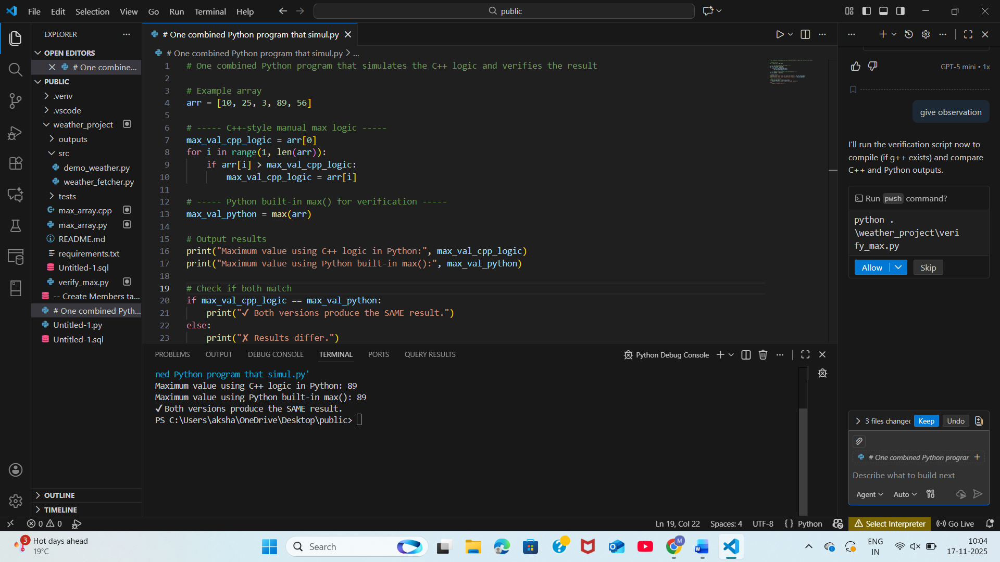 File Edit Selection View Go Run Terminal Help
public
EXPLORER
OPEN EDITORS
# One combine...
PUBLIC
.venv
.vscode
weather_project
outputs
src
demo_weather.py
weather_fetcher.py
tests
max_array.cpp
max_array.py
README.md
requirements.txt
Untitled-1.sql
verify_max.py
-- Create Members ta...
# One combined Pyth...
Untitled-1.py
Untitled-1.sql
OUTLINE
TIMELINE
# One combined Python program that simul.py
# One combined Python program that simul.py > ...
1 # One combined Python program that simulates the C++ logic and verifies the result
2
3 # Example array
4 arr = [10, 25, 3, 89, 56]
5
6 # ----- C++-style manual max logic -----
7 max_val_cpp_logic = arr[0]
8 for i in range(1, len(arr)):
9 if arr[i] > max_val_cpp_logic:
10 max_val_cpp_logic = arr[i]
11
12 # ----- Python built-in max() for verification -----
13 max_val_python = max(arr)
14
15 # Output results
16 print("Maximum value using C++ logic in Python:", max_val_cpp_logic)
17 print("Maximum value using Python built-in max():", max_val_python)
18
19 # Check if both match
20 if max_val_cpp_logic == max_val_python:
21 print("✓ Both versions produce the SAME result.")
22 else:
23 print("✗ Results differ.")
PROBLEMS OUTPUT DEBUG CONSOLE TERMINAL PORTS QUERY RESULTS
Python Debug Console
ned Python program that simul.py'
Maximum value using C++ logic in Python: 89
Maximum value using Python built-in max(): 89
✓ Both versions produce the SAME result.
PS C:\Users\aksha\OneDrive\Desktop\public>
GPT-5 mini • 1x
give observation
I'll run the verification script now to
compile (if g++ exists) and compare
C++ and Python outputs.
Run pwsh command?
python .
\weather_project\veri
fy_max.py
Allow Skip
3 files changed Keep Undo
# One combined Python program
Describe what to build next
Agent Auto
0 0
Ln 19, Col 22 Spaces: 4 UTF-8 { } Python Select Interpreter Go Live
3
Hot days ahead
19°C
Search
M
ENG
IN
10:04
17-11-2025